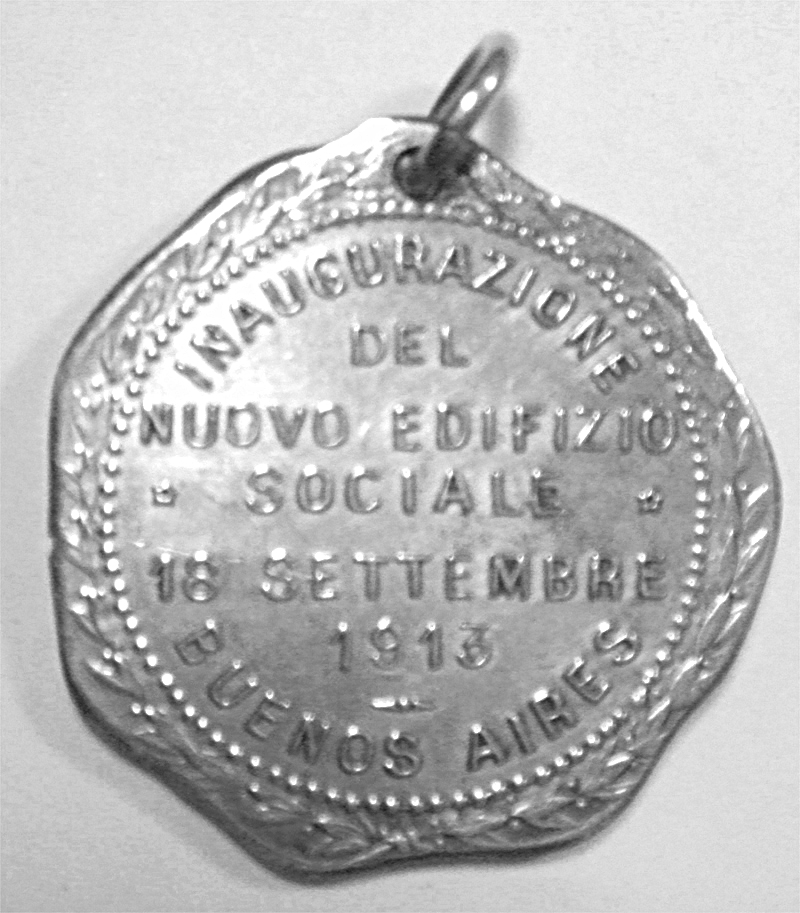 INAUGURAZIONE
DEL
NUOVO EDIFIZIO
* SOCIALE *
18 SETTEMBRE
1913
BUENOS AIRES